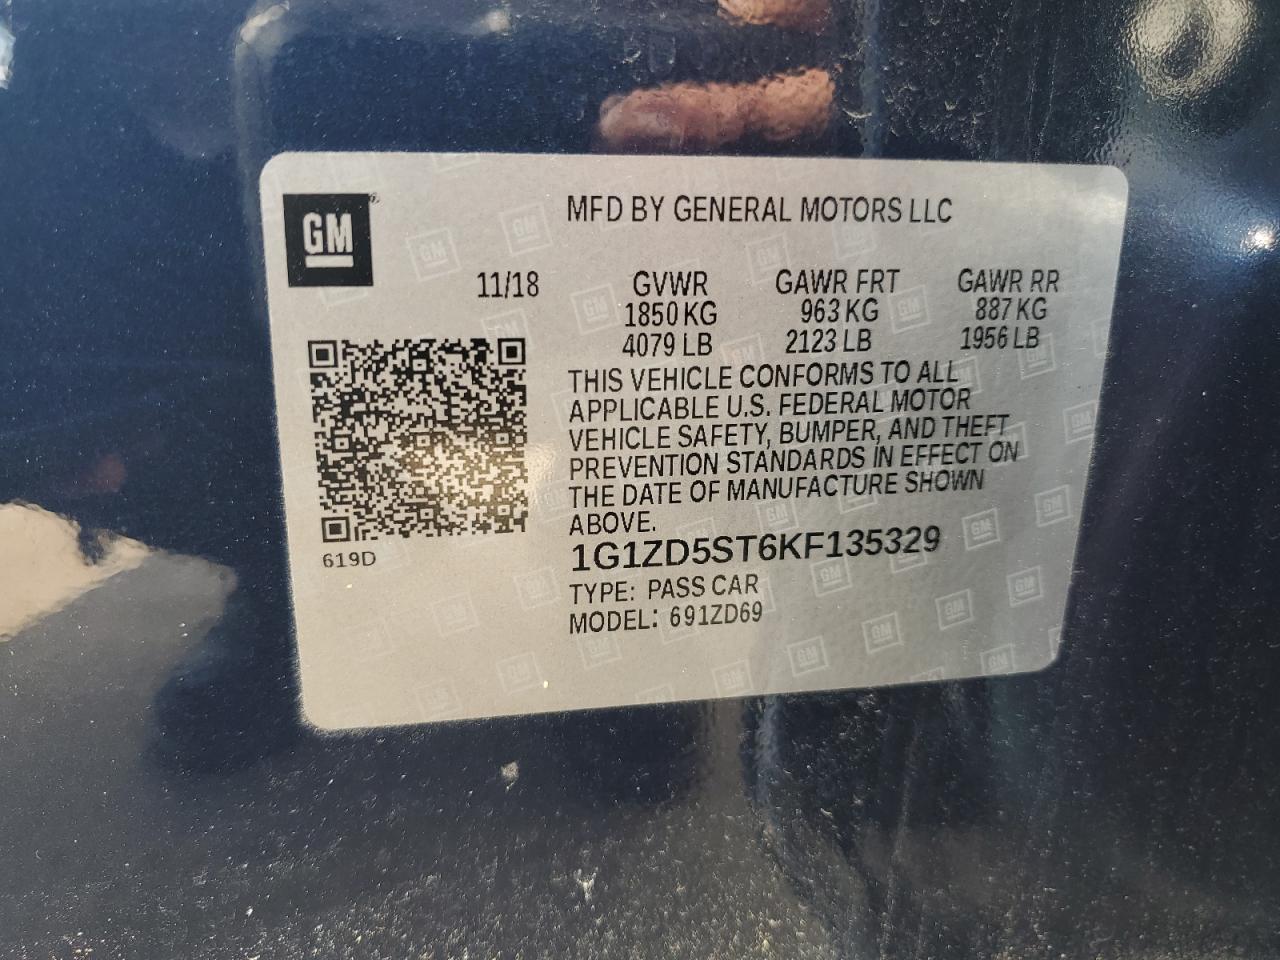 GM
MFD BY GENERAL MOTORS LLC
11/18 GVWR GAWR FRT GAWR RR
1850 KG 963 KG 887 KG
4079 LB 2123 LB 1956 LB
THIS VEHICLE CONFORMS TO ALL
APPLICABLE U.S. FEDERAL MOTOR
VEHICLE SAFETY, BUMPER, AND THEFT
PREVENTION STANDARDS IN EFFECT ON
THE DATE OF MANUFACTURE SHOWN
ABOVE.
619D
1G1ZD5ST6KF135329
TYPE: PASS CAR
MODEL: 691ZD69